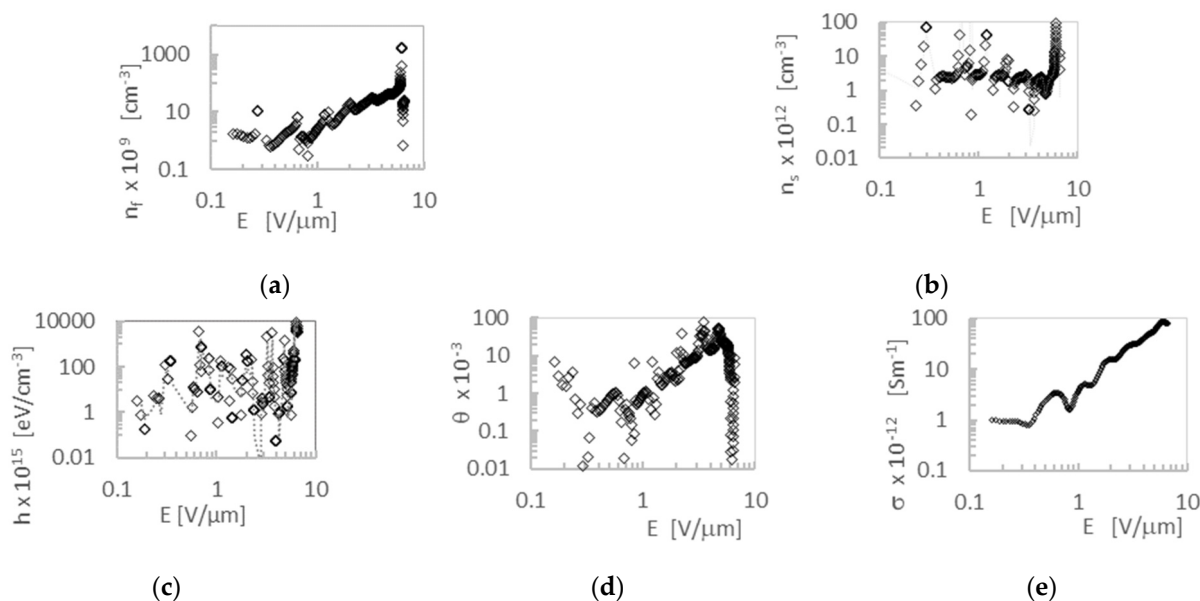 n_f x 10^9 [cm^-3]
1000
10
0.1
0.1 1 10
E [V/μm]
(a)
n_s x 10^12 [cm^-3]
100
10
1
0.1
0.01
0.1 1 10
E [V/μm]
(b)
h x 10^15 [eV/cm^-3]
10000
100
1
0.01
0.1 1 10
E [V/μm]
(c)
θ x 10^-3
100
10
1
0.1
0.01
0.1 1 10
E [V/μm]
(d)
σ x 10^-12 [Sm^-1]
100
10
1
0.1
0.1 1 10
E [V/μm]
(e)